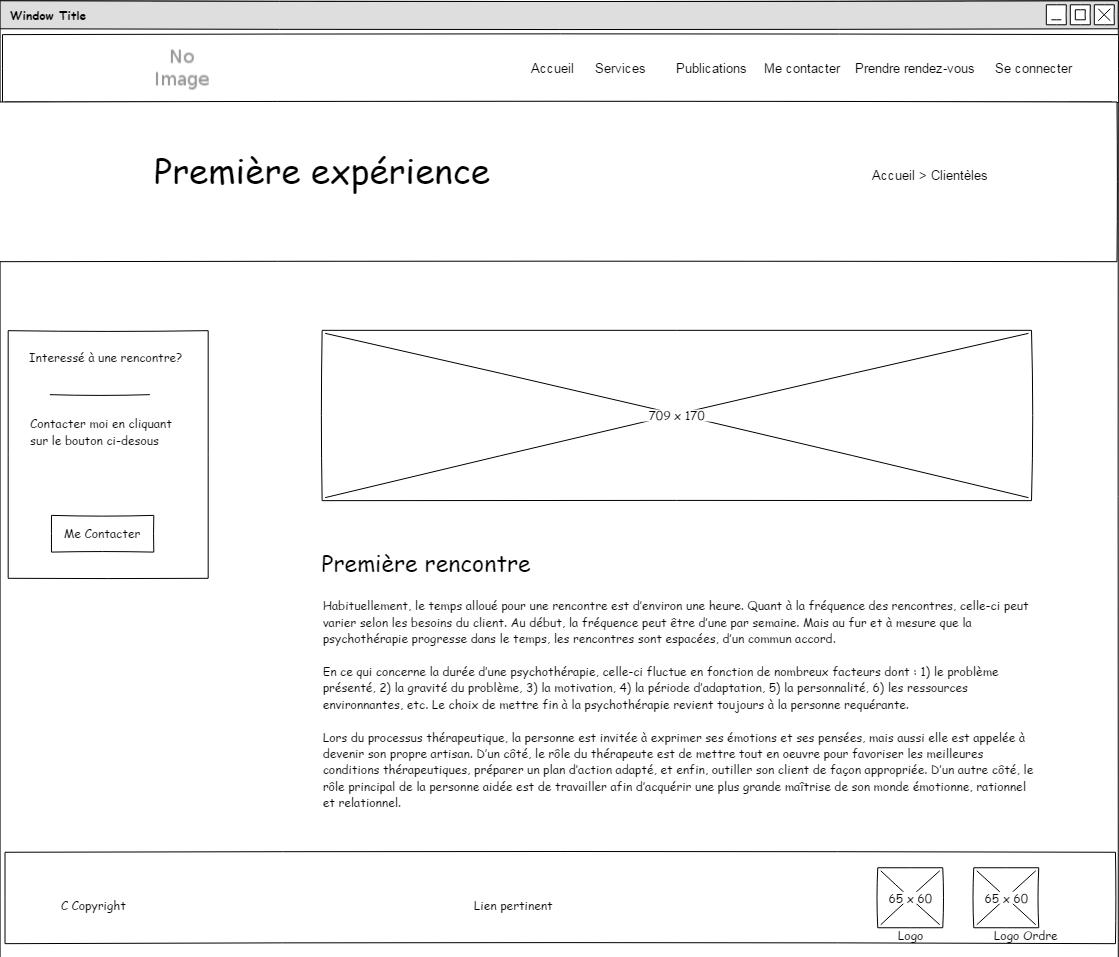 Window Title
No
Image
Accueil Services Publications Me contacter Prendre rendez-vous Se connecter
Première expérience
Accueil > Clientèles
Interessé à une rencontre?
Contacter moi en cliquant
sur le bouton ci-desous
Me Contacter
709 x 170
Première rencontre
Habituellement, le temps alloué pour une rencontre est d'environ une heure. Quant à la fréquence des rencontres, celle-ci peut
varier selon les besoins du client. Au début, la fréquence peut être d'une par semaine. Mais au fur et à mesure que la
psychothérapie progresse dans le temps, les rencontres sont espacées, d'un commun accord.
En ce qui concerne la durée d'une psychothérapie, celle-ci fluctue en fonction de nombreux facteurs dont : 1) le problème
présenté, 2) la gravité du problème, 3) la motivation, 4) la période d'adaptation, 5) la personnalité, 6) les ressources
environnantes, etc. Le choix de mettre fin à la psychothérapie revient toujours à la personne requérante.
Lors du processus thérapeutique, la personne est invitée à exprimer ses émotions et ses pensées, mais aussi elle est appelée à
devenir son propre artisan. D'un côté, le rôle du thérapeute est de mettre tout en oeuvre pour favoriser les meilleures
conditions thérapeutiques, préparer un plan d'action adapté, et enfin, outiller son client de façon appropriée. D'un autre côté, le
rôle principal de la personne aidée est de travailler afin d'acquérir une plus grande maîtrise de son monde émotionne, rationnel
et relationnel.
C Copyright
Lien pertinent
65 x 60
Logo
65 x 60
Logo Ordre